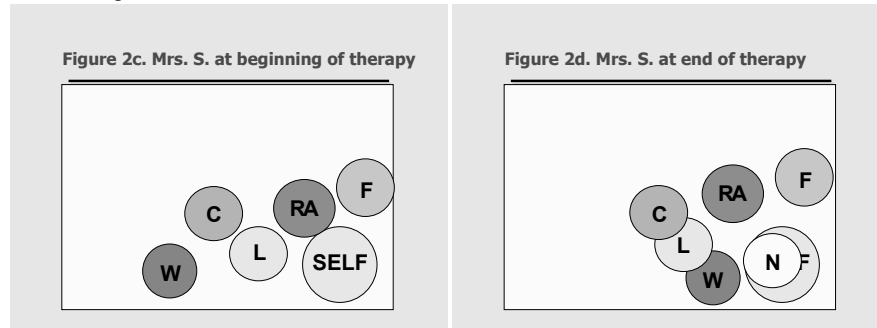 Figure 2c. Mrs. S. at beginning of therapy
F
C
RA
L
SELF
W
Figure 2d. Mrs. S. at end of therapy
F
RA
C
L
N F
W